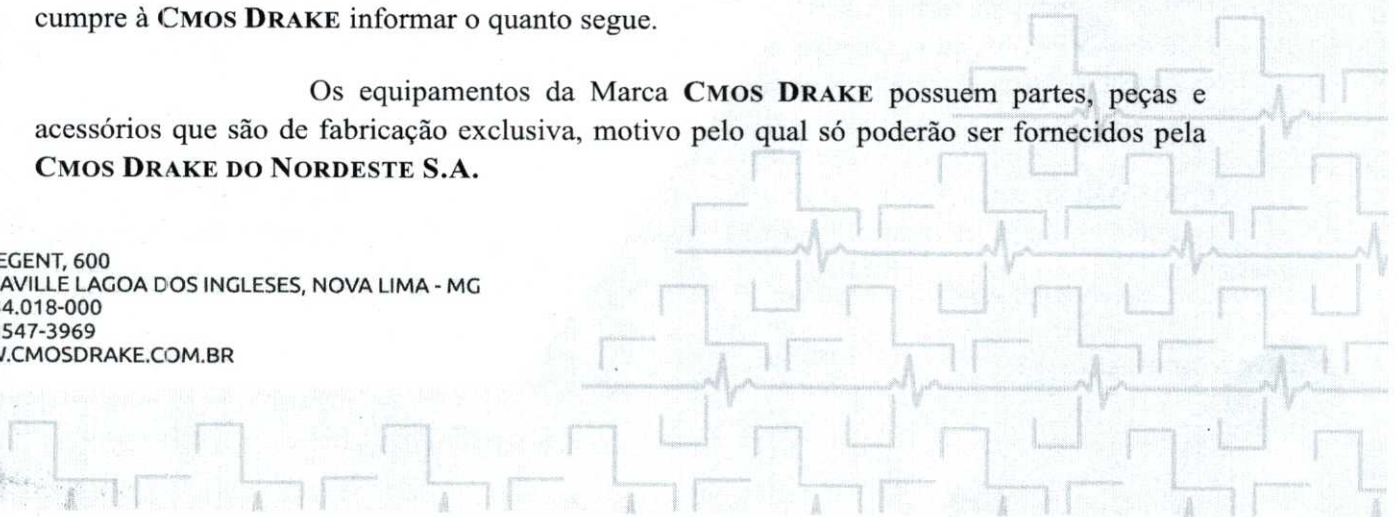 cumpre à CMOS DRAKE informar o quanto segue.
Os equipamentos da Marca CMOS DRAKE possuem partes, peças e
acessórios que são de fabricação exclusiva, motivo pelo qual só poderão ser fornecidos pela
CMOS DRAKE DO NORDESTE S.A.
EGENT, 600
AVILLE LAGOA DOS INGLESES, NOVA LIMA - MG
4.018-000
547-3969
.CMOSDRAKE.COM.BR